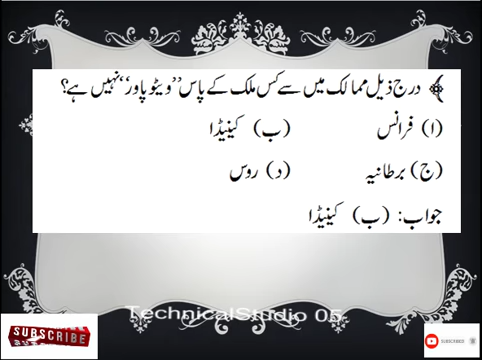 درج ذیل ممالک میں سے کس ملک کے پاس ’’ویٹو پاور‘‘ نہیں ہے؟
(ا) فرانس (ب) کینیڈا
(ج) برطانیہ (د) روس
جواب: (ب) کینیڈا
TechnicalStudio 05
SUBSCRIBE
SUBSCRIBED